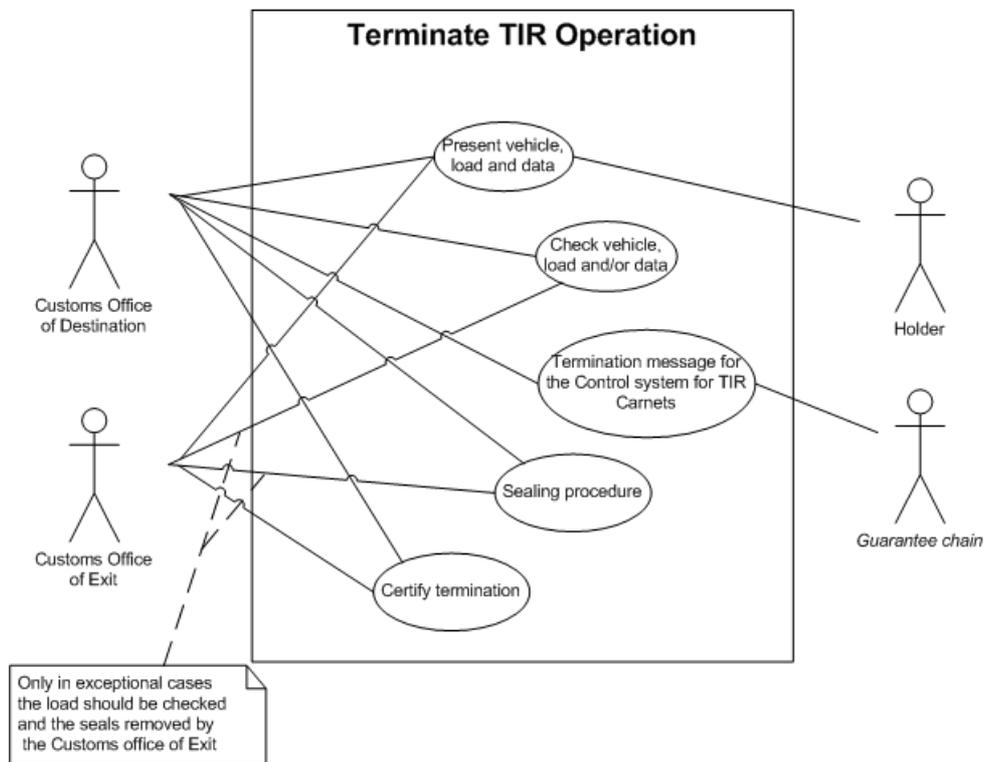 Terminate TIR Operation
Present vehicle,
load and data
Check vehicle,
load and/or data
Customs Office
of Destination
Holder
Termination message for
the Control system for TIR
Carnets
Sealing procedure
Guarantee chain
Customs Office
of Exit
Certify termination
Only in exceptional cases
the load should be checked
and the seals removed by
the Customs office of Exit